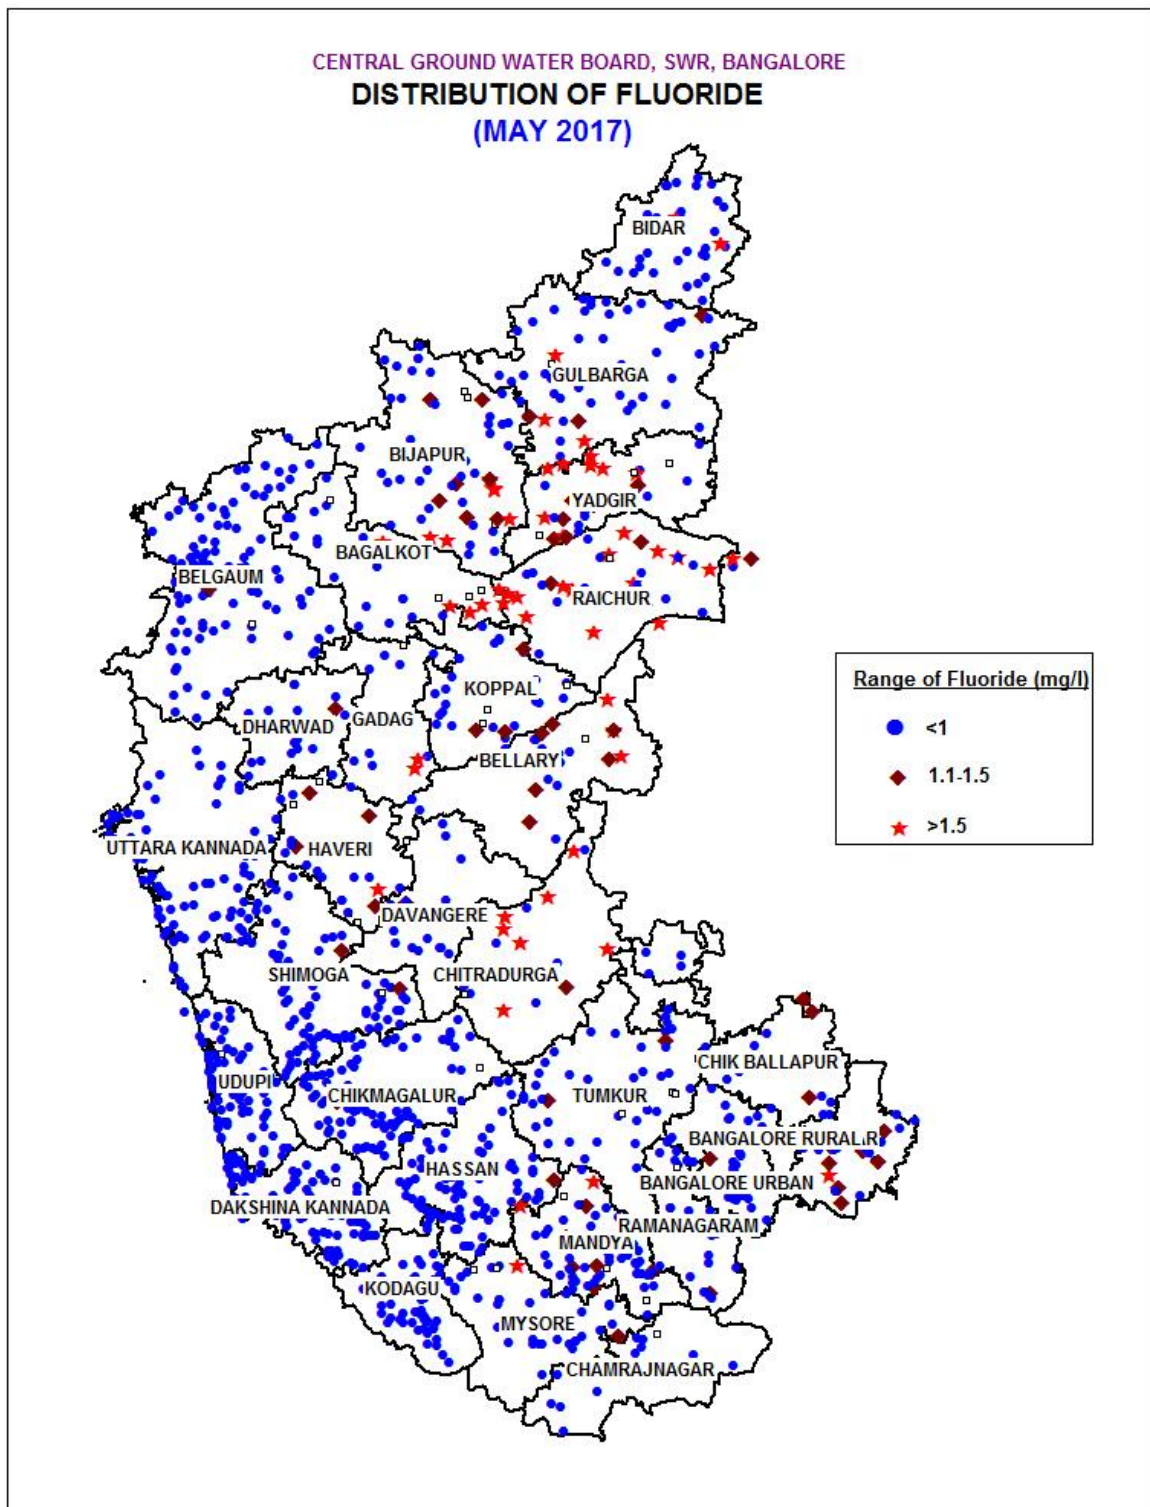 CENTRAL GROUND WATER BOARD, SWR, BANGALORE
DISTRIBUTION OF FLUORIDE
(MAY 2017)
BIDAR
GULBARGA
BIJAPUR
YADGIR
BAGALKOT
BELGAUM
RAICHUR
Range of Fluoride (mg/l)
KOPPAL
GADAG
DHARWAD
<1
BELLARY
1.1-1.5
>1.5
UTTARA KANNADA
HAVERI
DAVANGERE
SHIMOGA
CHITRADURGA
CHIK BALLAPUR
UDUPI
CHIKMAGALUR
TUMKUR
BANGALORE RURAL
HASSAN
BANGALORE URBAN
DAKSHINA KANNADA
RAMANAGARAM
MANDYA
KODAGU
MYSORE
CHAMRAJNAGAR